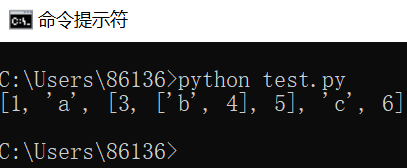 命令提示符
C:\Users\86136>python test.py
[1, 'a', [3, ['b', 4], 5], 'c', 6]
C:\Users\86136>